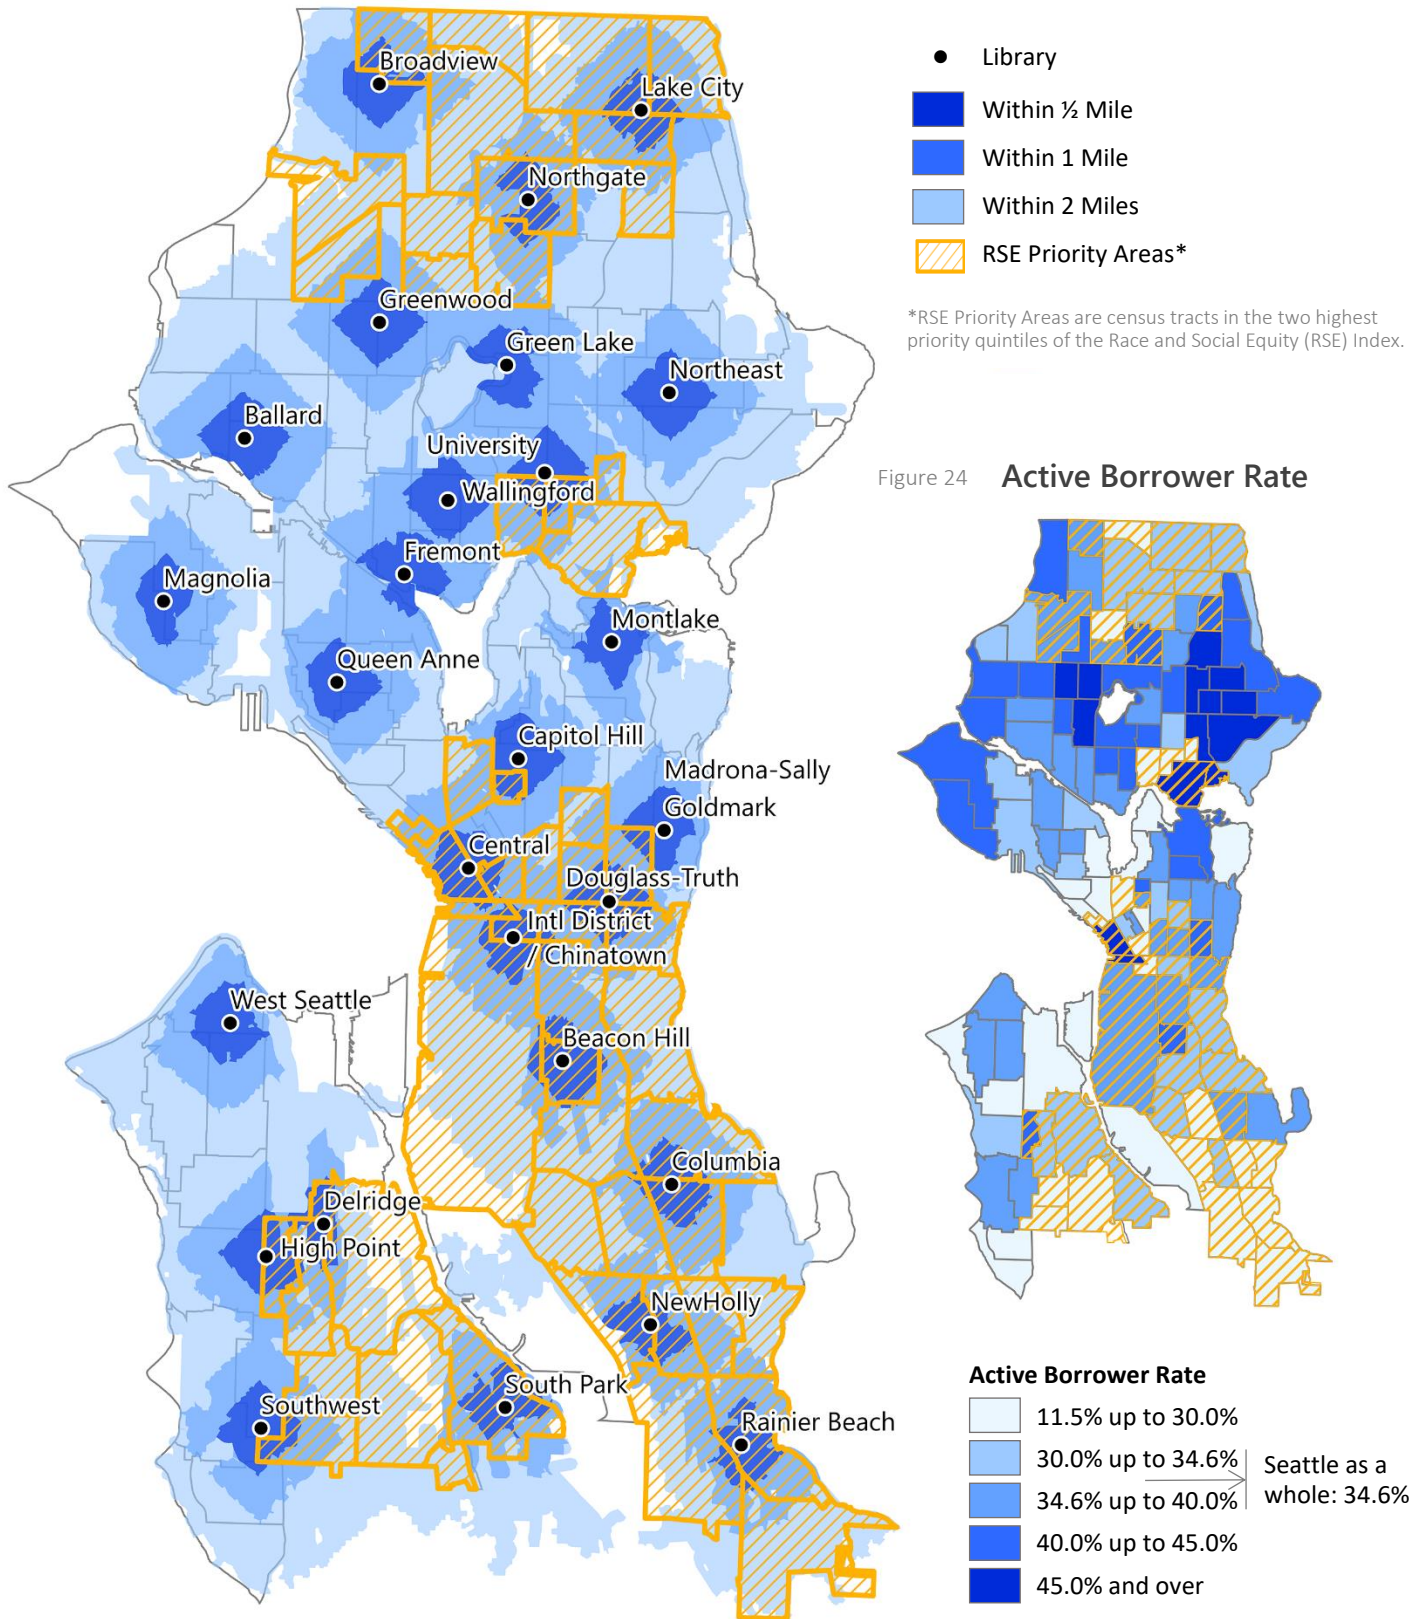 Broadview
Lake City
Northgate
Greenwood
Green Lake
Northeast
Ballard
University
Wallingford
Fremont
Magnolia
Montlake
Queen Anne
Capitol Hill
Madrona-Sally
Goldmark
Central
Douglass-Truth
Intl District
/ Chinatown
West Seattle
Beacon Hill
Columbia
Delridge
High Point
NewHolly
South Park
Southwest
Rainier Beach
Library
Within ½ Mile
Within 1 Mile
Within 2 Miles
RSE Priority Areas*
*RSE Priority Areas are census tracts in the two highest
priority quintiles of the Race and Social Equity (RSE) Index.
Figure 24 Active Borrower Rate
Active Borrower Rate
11.5% up to 30.0%
30.0% up to 34.6%
34.6% up to 40.0%
40.0% up to 45.0%
45.0% and over
Seattle as a
whole: 34.6%